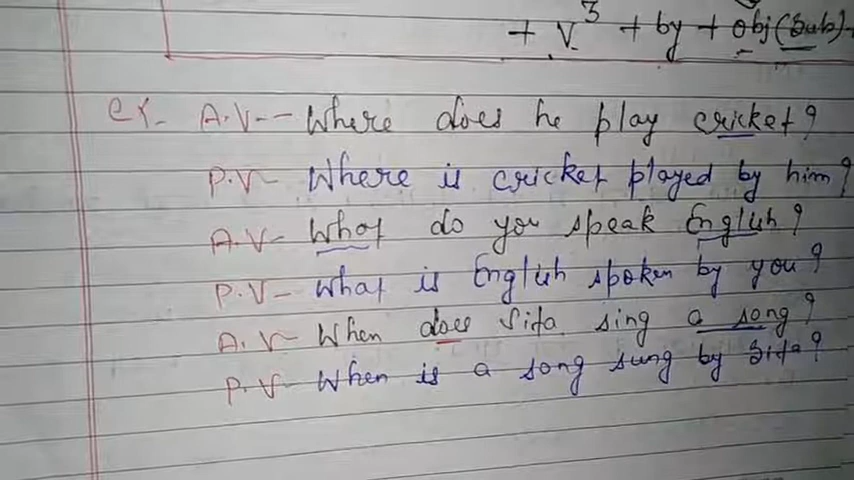 + V3 + by + obj(sub)
ex- A.V-- Where does he play cricket?
P.V- Where is cricket played by him?
A.V- What do you speak English?
P.V- what is English spoken by you?
A.V- When does Sita sing a song?
P.V- when is a song sung by Sita?